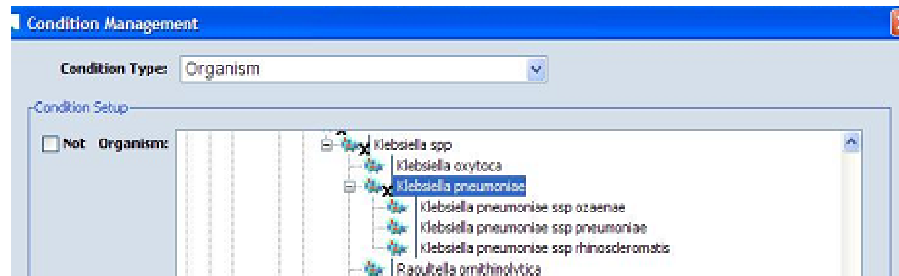 Condition Management
Condition Type: Organism
Condition Setup
Not Organism:
Klebsiella spp
Klebsiella oxytoca
Klebsiella pneumoniae
Klebsiella pneumoniae ssp ozaenae
Klebsiella pneumoniae ssp pneumoniae
Klebsiella pneumoniae ssp rhinoscleromatis
Raoultella ornithinolytica